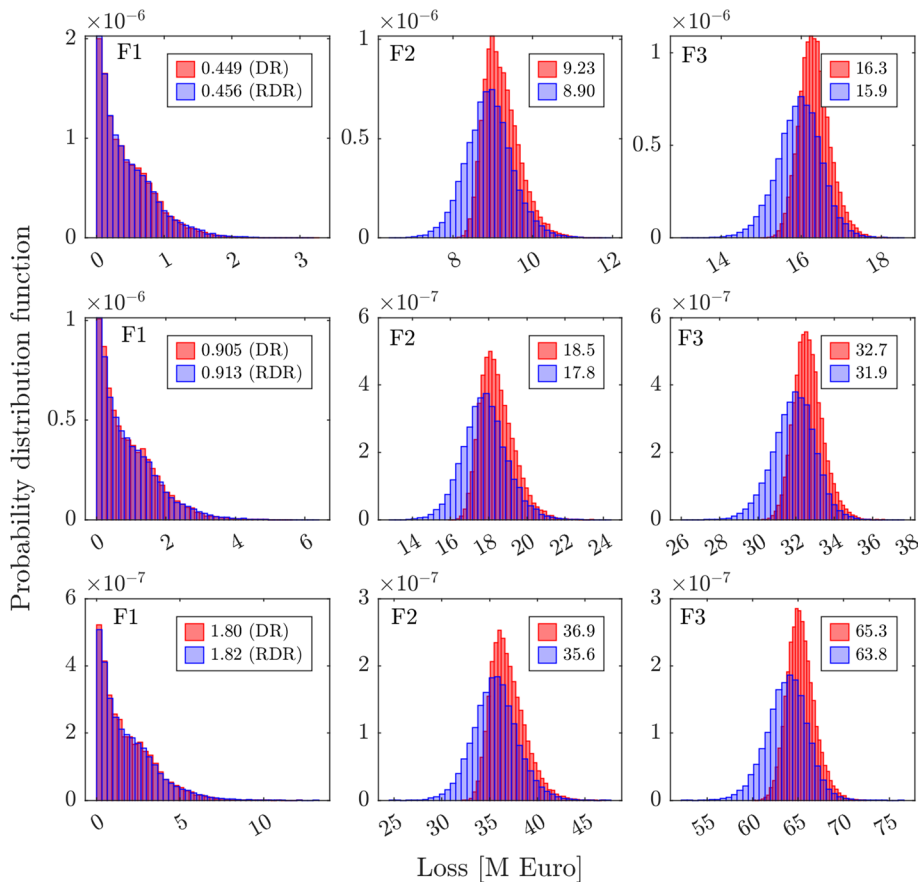 ×10⁻⁶ ×10⁻⁶ ×10⁻⁶
F1 F2 F3
0.449 (DR)
0.456 (RDR)
9.23
8.90
16.3
15.9
2
1
0
1
0.5
0
1
0.5
0
0 1 2 3
8 10 12
14 16 18
Probability distribution function
×10⁻⁶ ×10⁻⁷ ×10⁻⁷
F1 F2 F3
0.905 (DR)
0.913 (RDR)
18.5
17.8
32.7
31.9
1
0.5
0
6
4
2
0
6
4
2
0
0 2 4 6
14 16 18 20 22 24
26 28 30 32 34 36 38
×10⁻⁷ ×10⁻⁷ ×10⁻⁷
F1 F2 F3
1.80 (DR)
1.82 (RDR)
36.9
35.6
65.3
63.8
6
4
2
0
3
2
1
0
3
2
1
0
0 5 10
25 30 35 40 45
55 60 65 70 75
Loss [M Euro]